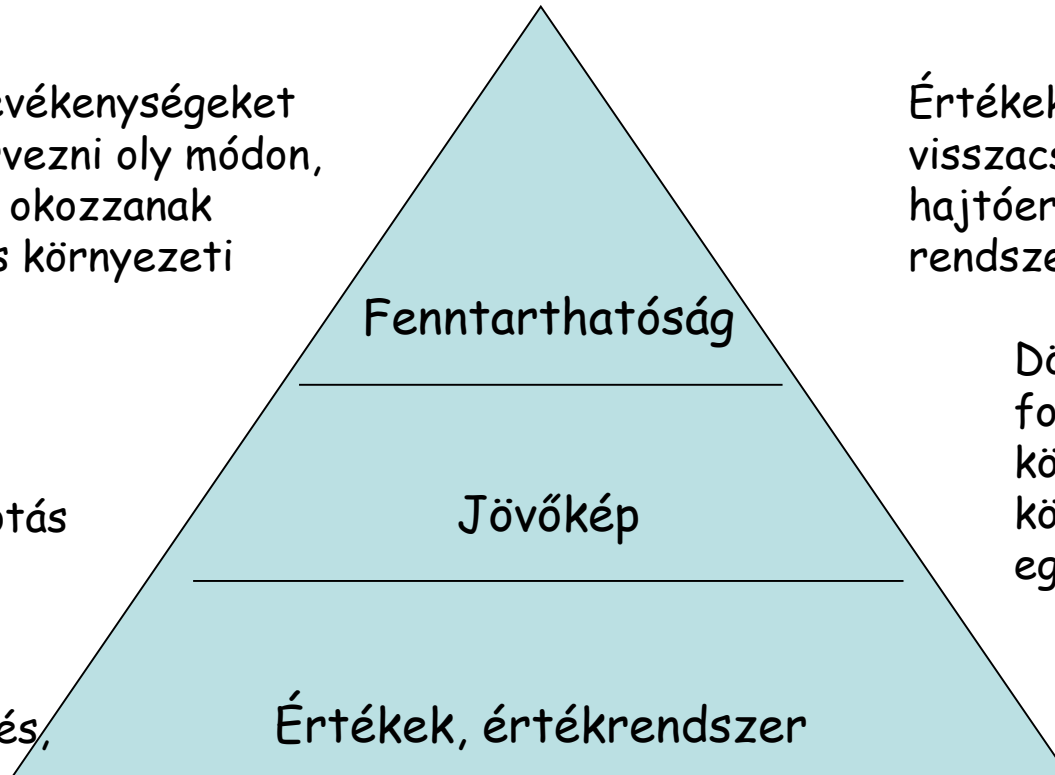 evékenységeket
vezni oly módon,
okozzanak
s környezeti
Értékek
visszacs
hajtóer
rendsze
Fenntarthatóság
Dö
fo
kö
kö
eg
otás
Jövőkép
és,
Értékek, értékrendszer